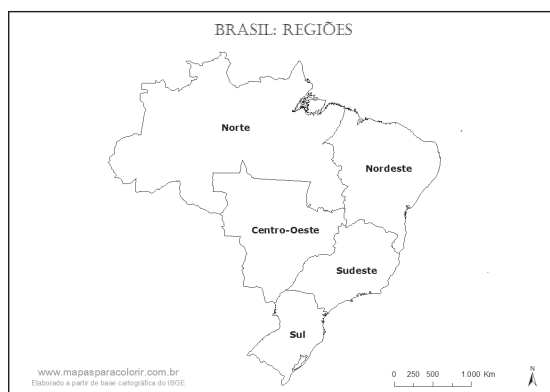 BRASIL: REGIÕES
Norte
Nordeste
Centro-Oeste
Sudeste
Sul
www.mapasparacolorir.com.br
Elaborado a partir de base cartográfica do IBGE
0 250 500 1.000 Km
N